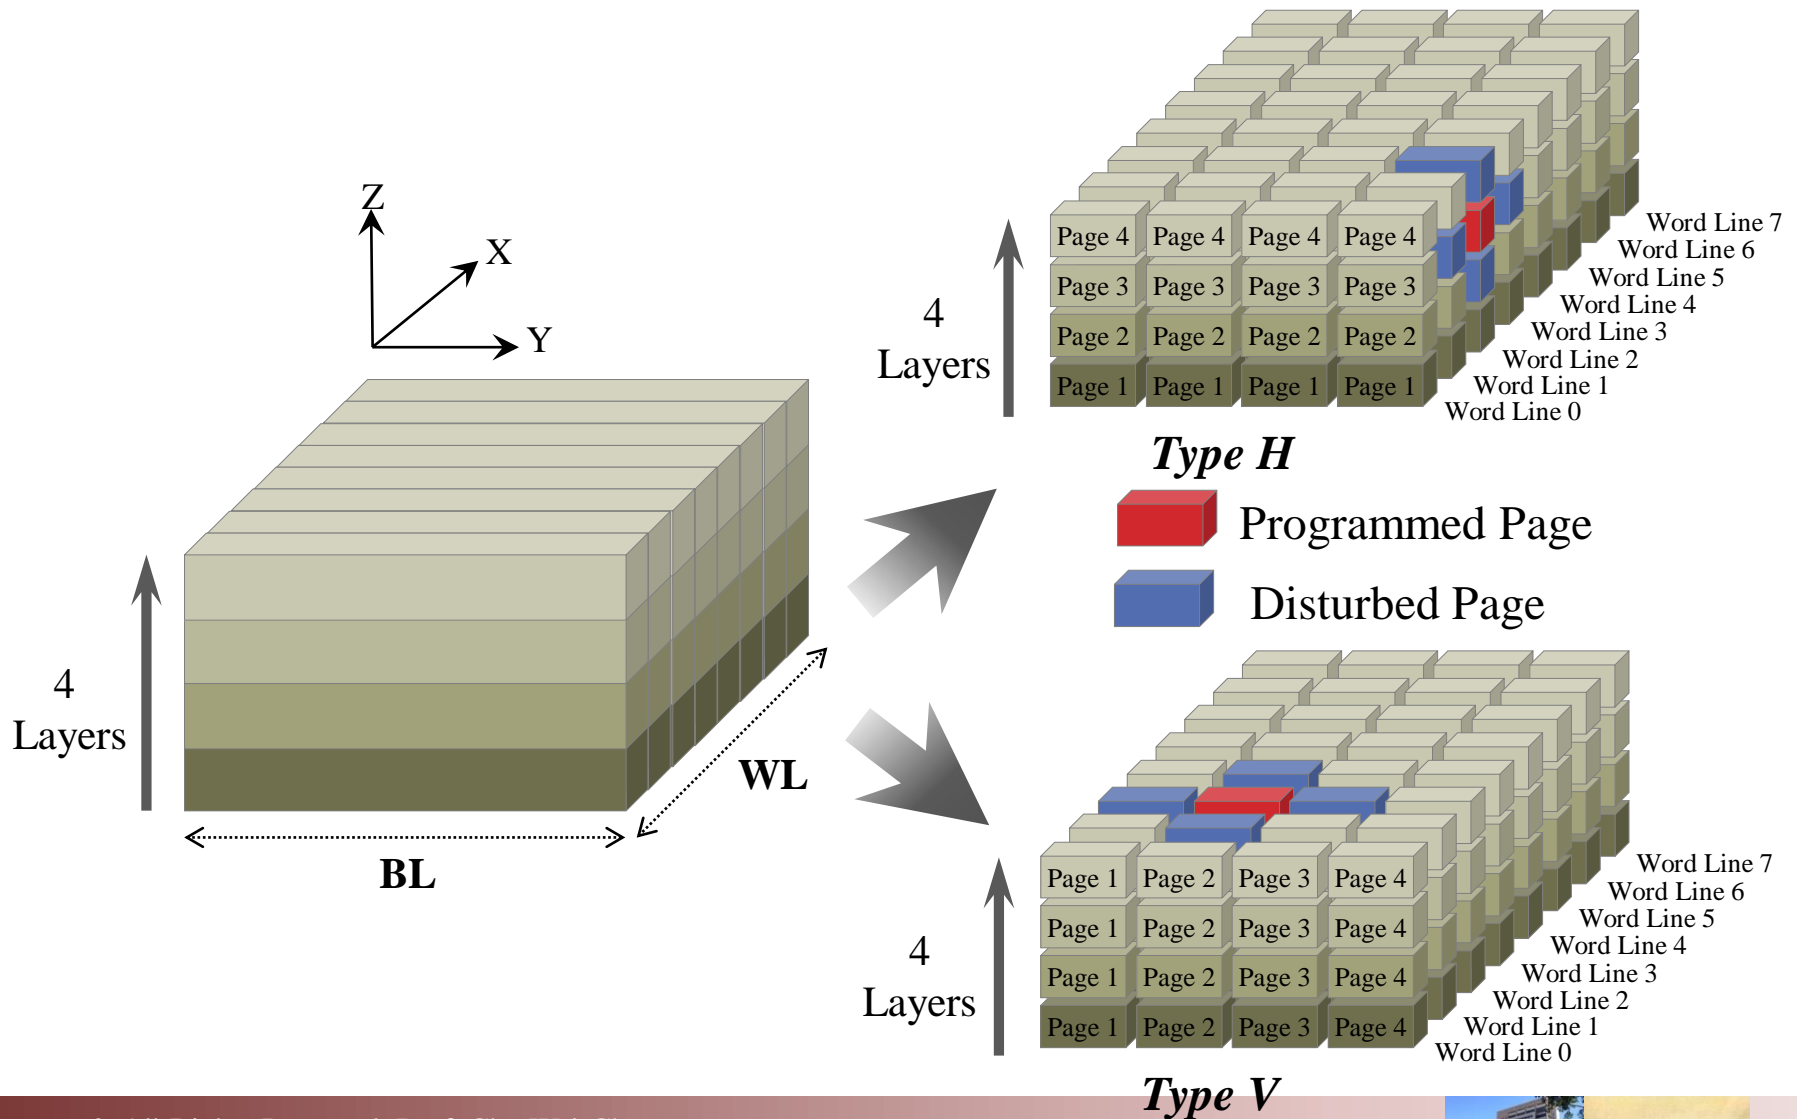 Z
X
Y
4
Layers
WL
BL
4
Layers
Page 4 Page 4 Page 4 Page 4
Page 3 Page 3 Page 3 Page 3
Page 2 Page 2 Page 2 Page 2
Page 1 Page 1 Page 1 Page 1
Word Line 7
Word Line 6
Word Line 5
Word Line 4
Word Line 3
Word Line 2
Word Line 1
Word Line 0
Type H
Programmed Page
Disturbed Page
4
Layers
Page 1 Page 2 Page 3 Page 4
Page 1 Page 2 Page 3 Page 4
Page 1 Page 2 Page 3 Page 4
Page 1 Page 2 Page 3 Page 4
Word Line 7
Word Line 6
Word Line 5
Word Line 4
Word Line 3
Word Line 2
Word Line 1
Word Line 0
Type V